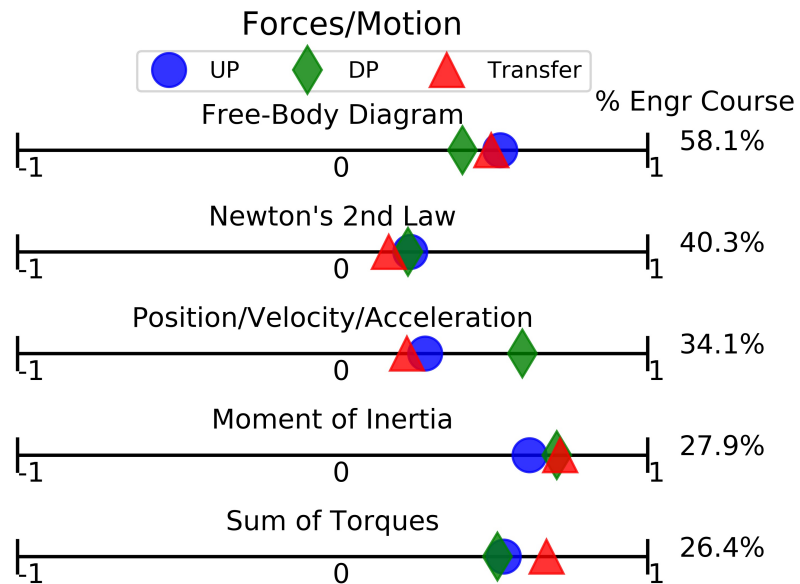 Forces/Motion
UP DP Transfer
% Engr Course
Free-Body Diagram
58.1%
-1 0 1
Newton's 2nd Law
40.3%
-1 0 1
Position/Velocity/Acceleration
34.1%
-1 0 1
Moment of Inertia
27.9%
-1 0 1
Sum of Torques
26.4%
-1 0 1